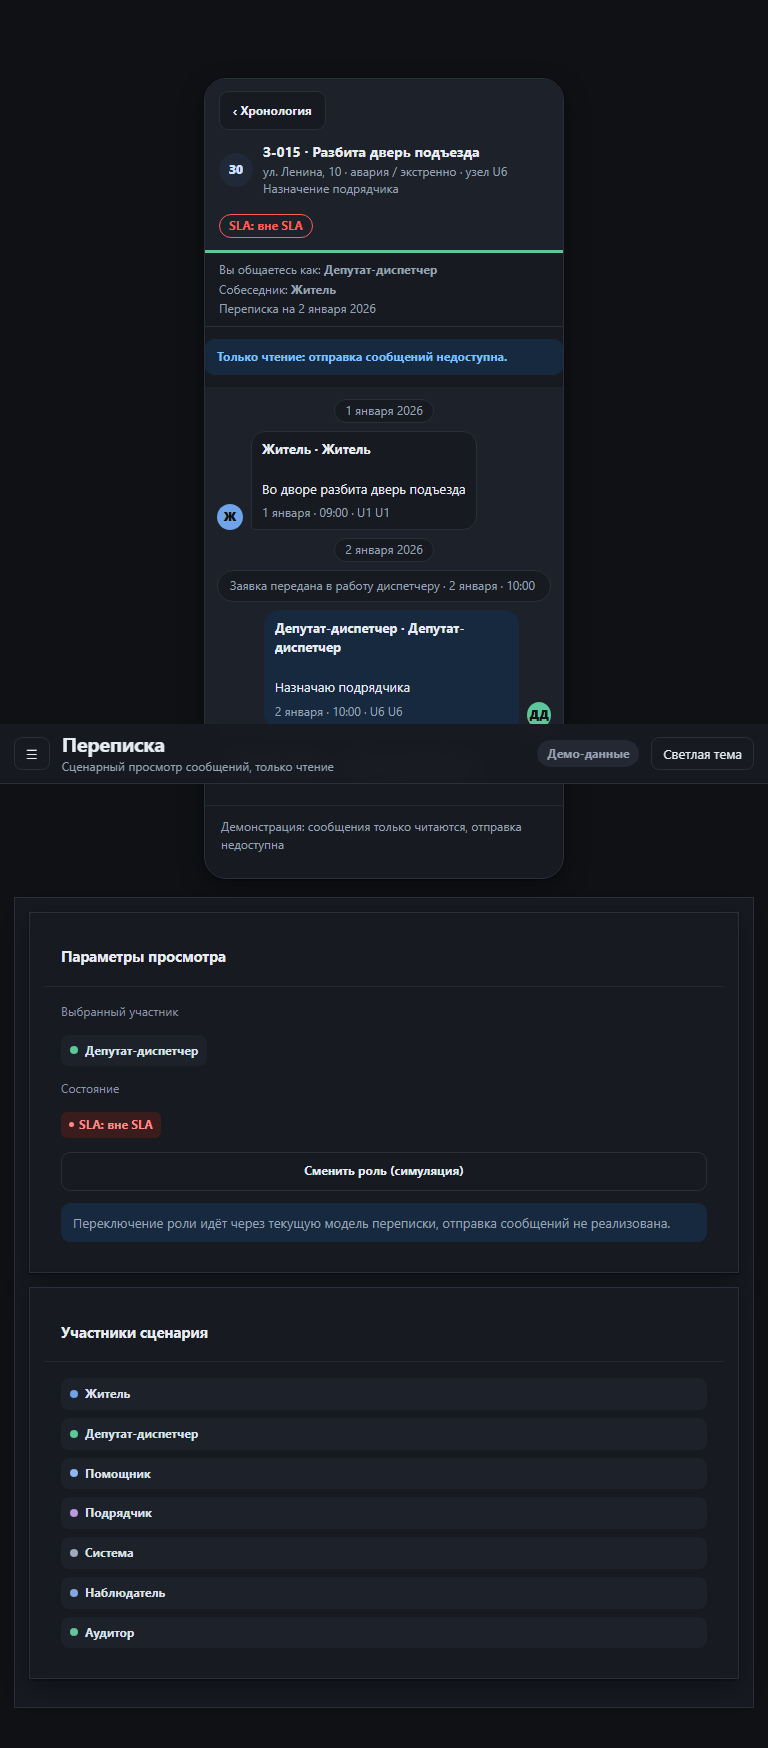 ‹ Хронология
З-015 · Разбита дверь подъезда
30
ул. Ленина, 10 · авария / экстренно · узел U6
Назначение подрядчика
SLA: вне SLA
Вы общаетесь как: Депутат-диспетчер
Собеседник: Житель
Переписка на 2 января 2026
Только чтение: отправка сообщений недоступна.
1 января 2026
Житель · Житель
Во дворе разбита дверь подъезда
1 января · 09:00 · U1 U1
Ж
2 января 2026
Заявка передана в работу диспетчеру · 2 января · 10:00
Депутат-диспетчер · Депутат-
диспетчер
Назначаю подрядчика
2 января · 10:00 · U6 U6
ДД
☰
Переписка
Сценарный просмотр сообщений, только чтение
Демо-данные
Светлая тема
Демонстрация: сообщения только читаются, отправка
недоступна
Параметры просмотра
Выбранный участник
Депутат-диспетчер
Состояние
SLA: вне SLA
Сменить роль (симуляция)
Переключение роли идёт через текущую модель переписки, отправка сообщений не реализована.
Участники сценария
Житель
Депутат-диспетчер
Помощник
Подрядчик
Система
Наблюдатель
Аудитор